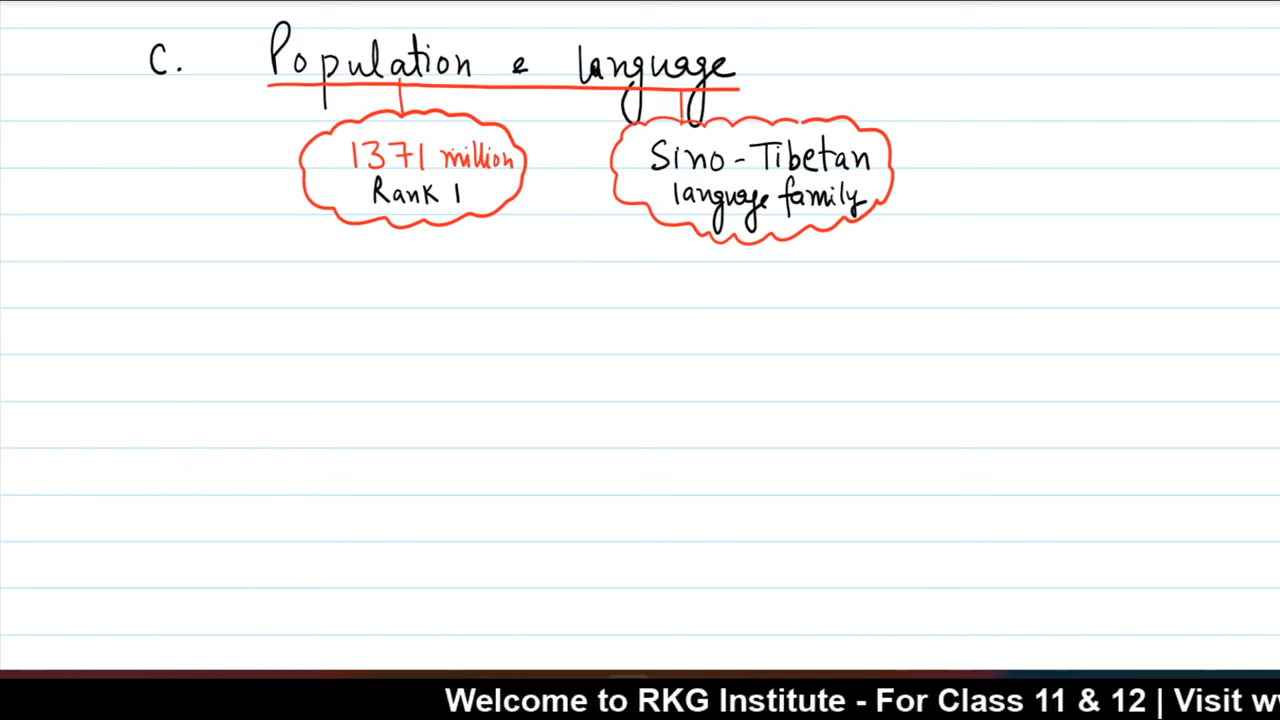 C. Population & language
1371 million
Rank 1
Sino-Tibetan
language family
Welcome to RKG Institute - For Class 11 & 12 | Visit w